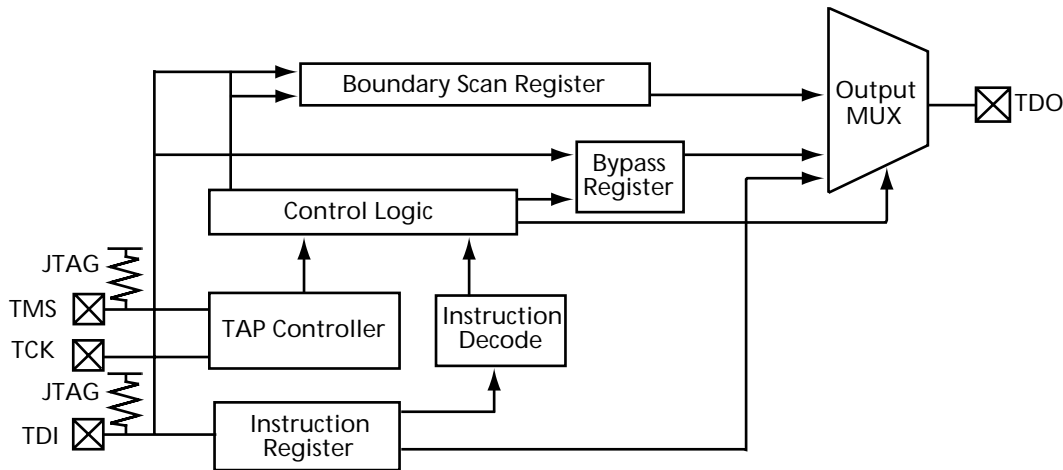 Boundary Scan Register
Output
MUX
TDO
Bypass
Register
Control Logic
JTAG
TMS
TAP Controller
Instruction
Decode
TCK
JTAG
TDI
Instruction
Register